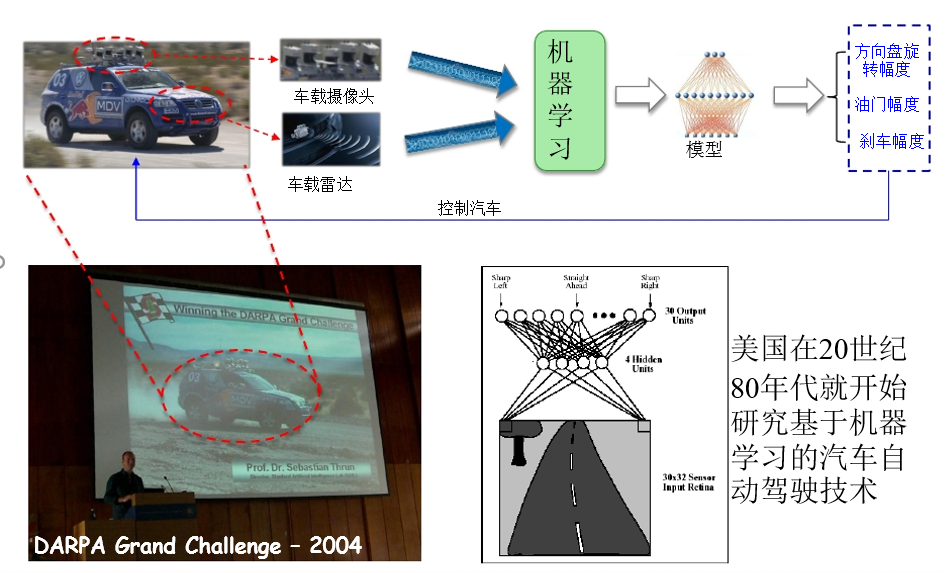 03
MDV
车载摄像头
车载雷达
机
器
学
习
模型
方向盘旋
转幅度
油门幅度
刹车幅度
控制汽车
Winning the DARPA Grand Challenge
03
Prof. Dr. Sebastian Thrun
DARPA Grand Challenge – 2004
Sharp
Left
Straight
Ahead
Sharp
Right
30 Output
Units
4 Hidden
Units
30x32 Sensor
Input Retina
美国在20世纪
80年代就开始
研究基于机器
学习的汽车自
动驾驶技术